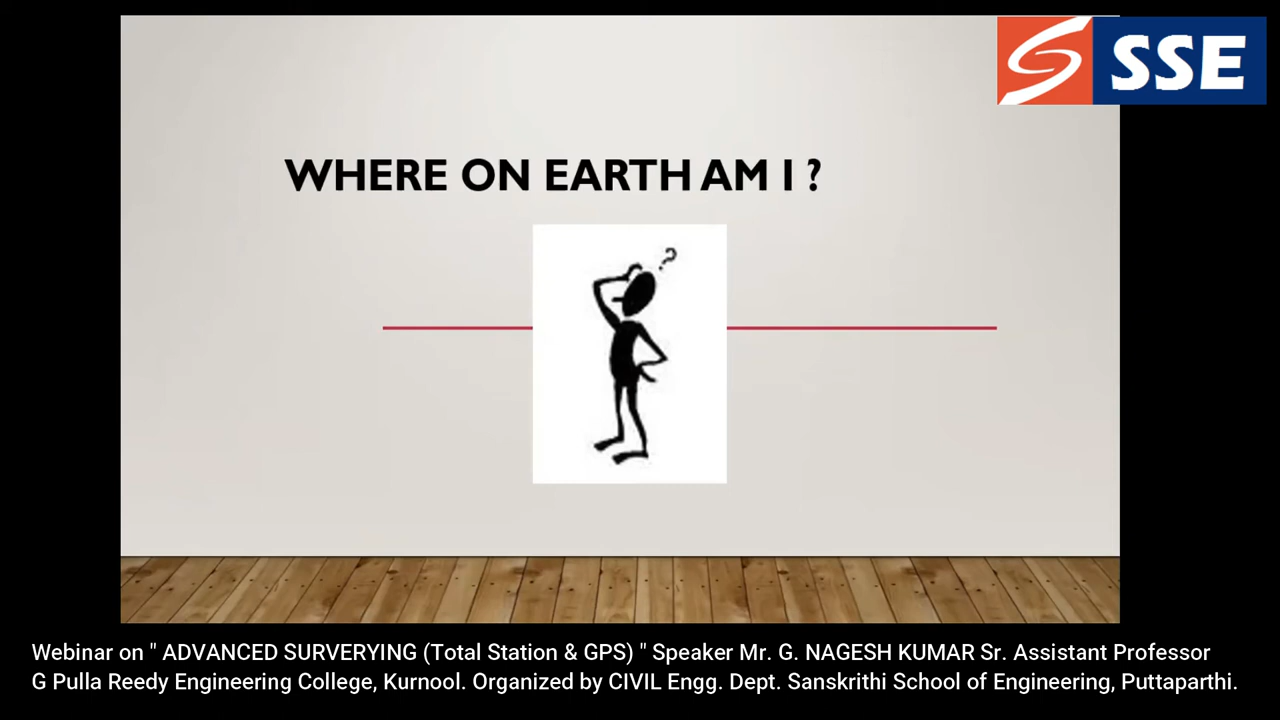 SSE
WHERE ON EARTH AM I ?
?
Webinar on " ADVANCED SURVERYING (Total Station & GPS) " Speaker Mr. G. NAGESH KUMAR Sr. Assistant Professor
G Pulla Reedy Engineering College, Kurnool. Organized by CIVIL Engg. Dept. Sanskrithi School of Engineering, Puttaparthi.